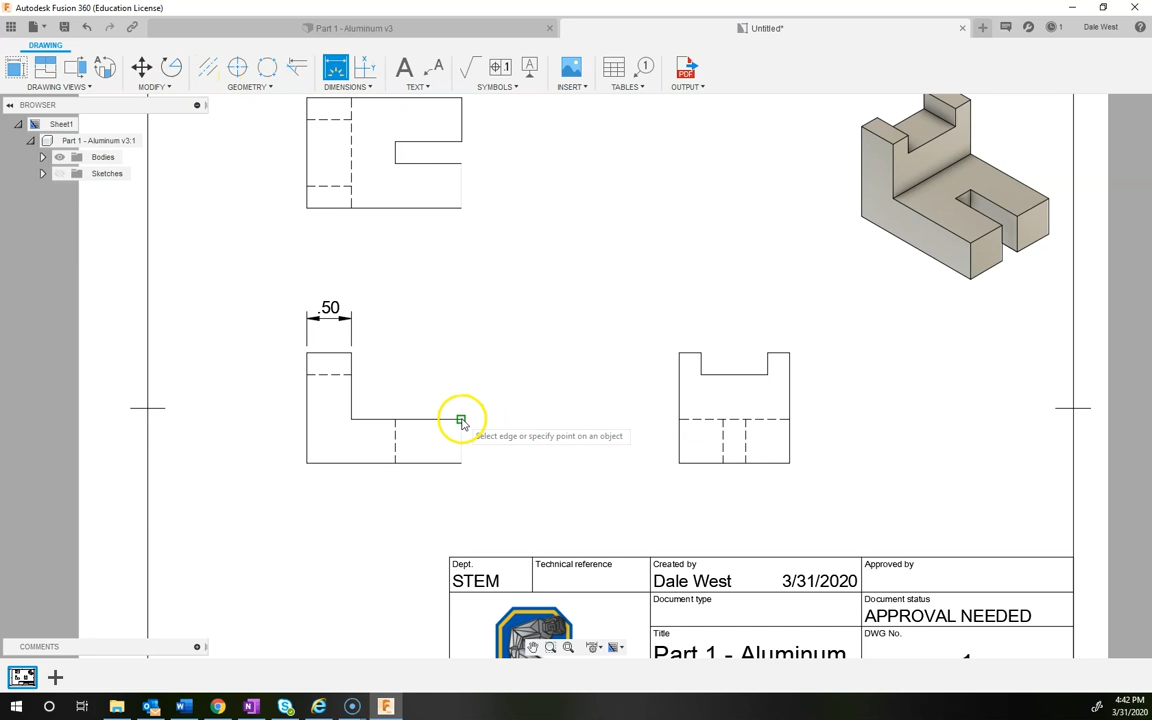 Autodesk Fusion 360 (Education License)
Part 1 - Aluminum v3
Untitled*
Dale West
DRAWING
DRAWING VIEWS
MODIFY
GEOMETRY
DIMENSIONS
TEXT
SYMBOLS
INSERT
TABLES
OUTPUT
PDF
BROWSER
Sheet1
Part 1 - Aluminum v3:1
Bodies
Sketches
.50
Select edge or specify point on an object
Dept.
STEM
Technical reference
Created by
Dale West 3/31/2020
Approved by
Document type
Document status
APPROVAL NEEDED
Title
Part 1 - Aluminum
DWG No.
COMMENTS
4:42 PM
3/31/2020